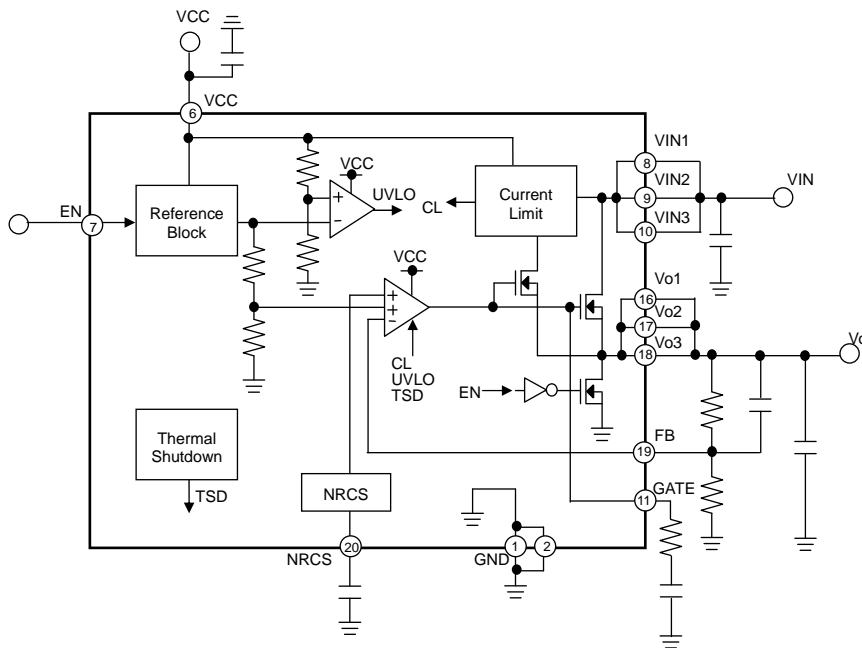 VCC
VCC
6
VIN1
8
VCC
UVLO
Current
Limit
CL
VIN2
9
VIN
EN
7
Reference
Block
VIN3
10
VCC
Vo1
16
Vo2
17
Vo3
18
Vo
CL
UVLO
TSD
EN
Thermal
Shutdown
TSD
FB
19
NRCS
GATE
11
NRCS
20
GND
1
2